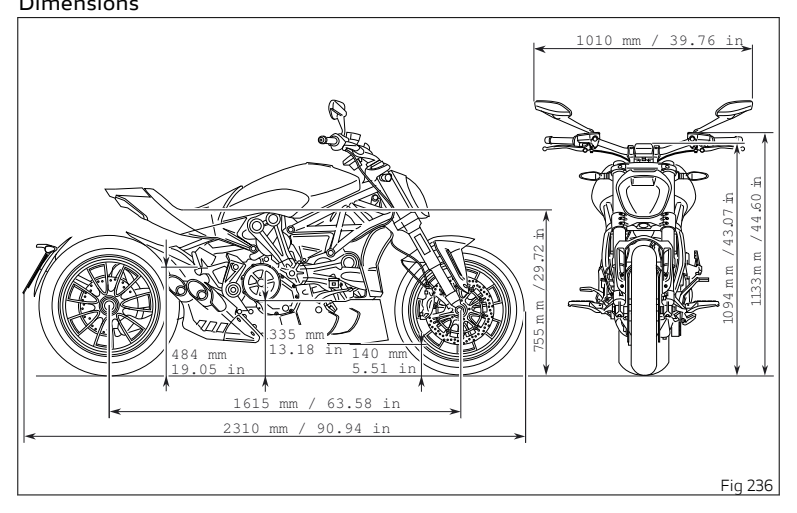 Dimensions
1010 mm / 39.76 in
755 mm / 29.72 in
1094 mm / 43.07 in
1133 mm / 44.60 in
335 mm
13.18 in
484 mm
19.05 in
140 mm
5.51 in
1615 mm / 63.58 in
2310 mm / 90.94 in
Fig 236